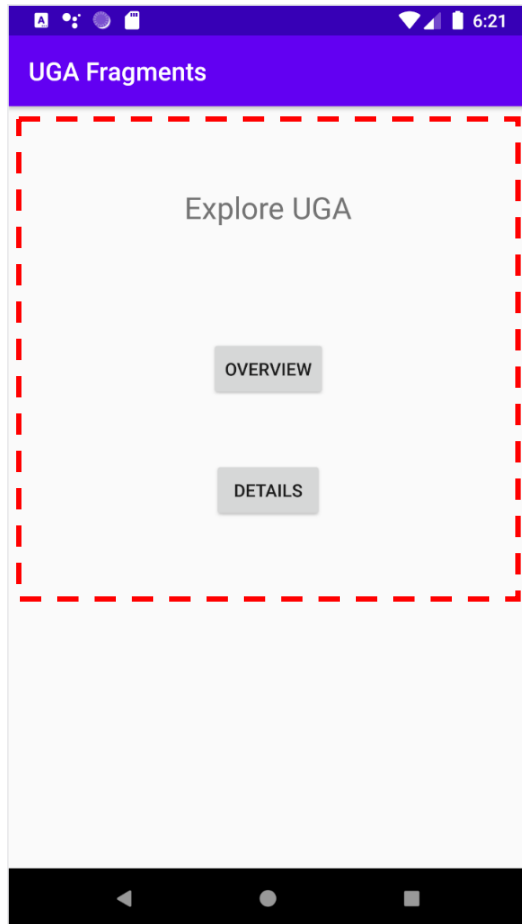 A
6:21
UGA Fragments
Explore UGA
OVERVIEW
DETAILS